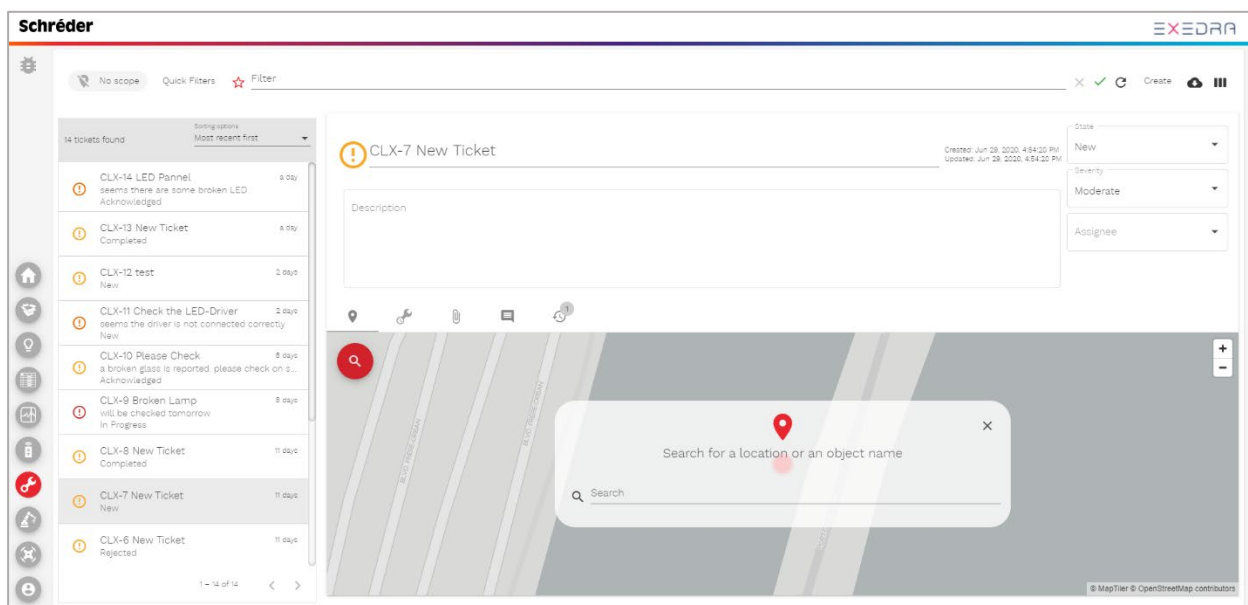 Schréder
EXEDRA
No scope
Quick Filters
Filter
Create
14 tickets found
Sorting options
Most recent first
CLX-14 LED Pannel
a day
seems there are some broken LED
Acknowledged
CLX-13 New Ticket
a day
Completed
CLX-12 test
2 days
New
CLX-11 Check the LED-Driver
2 days
seems the driver is not connected correctly
New
CLX-10 Please Check
8 days
a broken glass is reported. please check on s...
Acknowledged
CLX-9 Broken Lamp
8 days
will be checked tomorrow
In Progress
CLX-8 New Ticket
11 days
Completed
CLX-7 New Ticket
11 days
New
CLX-6 New Ticket
11 days
Rejected
1 – 14 of 14
CLX-7 New Ticket
Created: Jun 29, 2020, 4:54:20 PM
Updated: Jun 29, 2020, 4:54:20 PM
State
New
Severity
Moderate
Assignee
Description
1
Search for a location or an object name
Search
+
−
© MapTiler © OpenStreetMap contributors